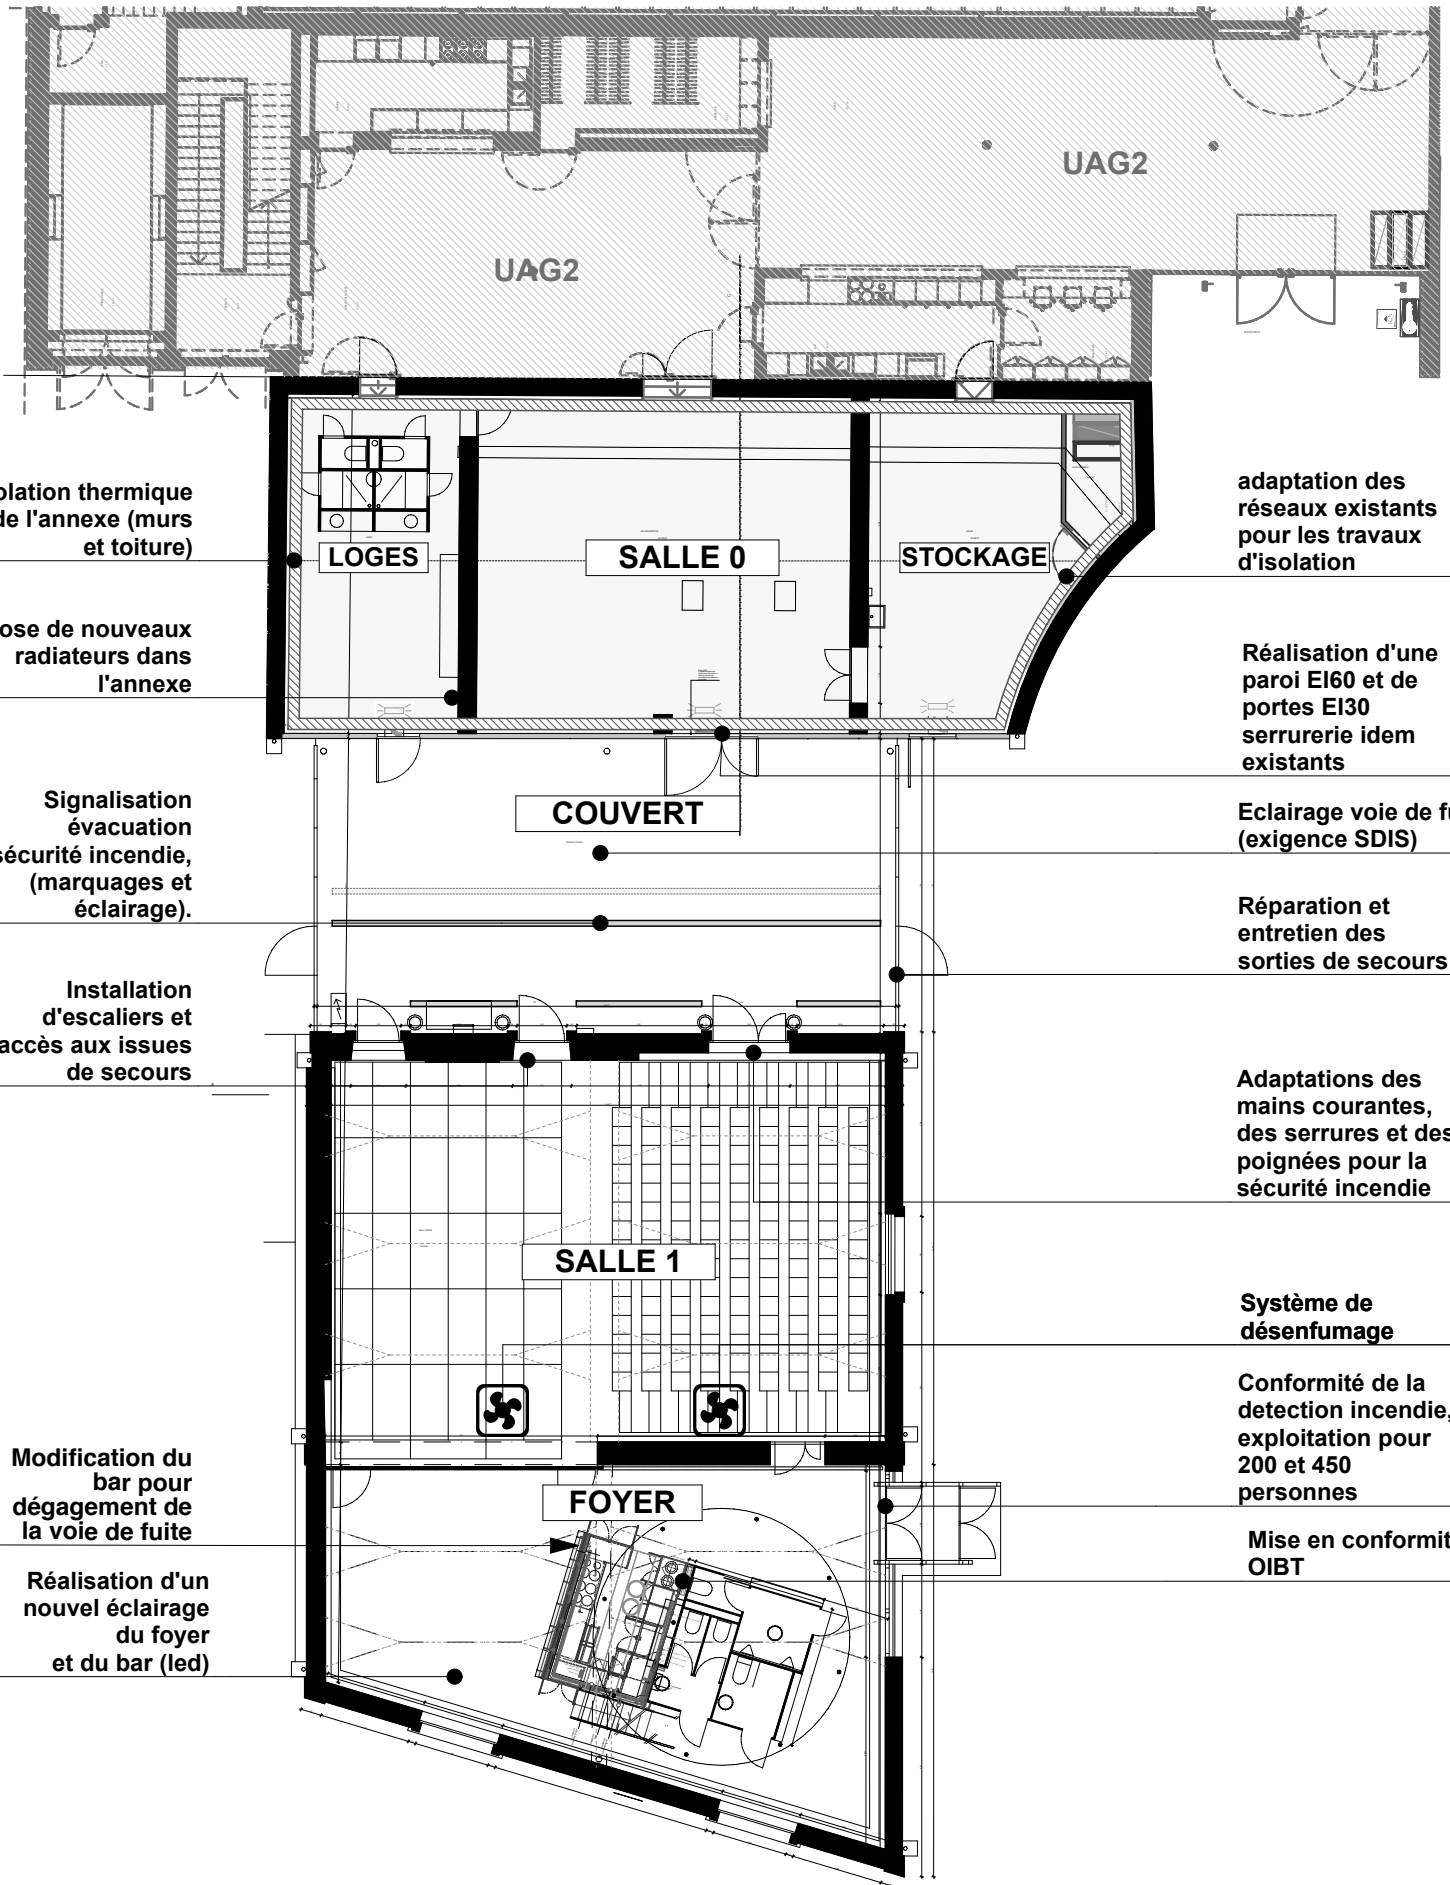 UAG2
UAG2
LOGES
SALLE 0
STOCKAGE
olation thermique
de l'annexe (murs
et toiture)
ose de nouveaux
radiateurs dans
l'annexe
Signalisation
évacuation
sécurité incendie,
(marquages et
éclairage).
Installation
d'escaliers et
accès aux issues
de secours
COUVERT
SALLE 1
FOYER
Modification du
bar pour
dégagement de
la voie de fuite
Réalisation d'un
nouvel éclairage
du foyer
et du bar (led)
adaptation des
réseaux existants
pour les travaux
d'isolation
Réalisation d'une
paroi EI60 et de
portes EI30
serrurerie idem
existants
Eclairage voie de fu
(exigence SDIS)
Réparation et
entretien des
sorties de secours
Adaptations des
mains courantes,
des serrures et des
poignées pour la
sécurité incendie
Système de
désenfumage
Conformité de la
detection incendie,
exploitation pour
200 et 450
personnes
Mise en conformit
OIBT